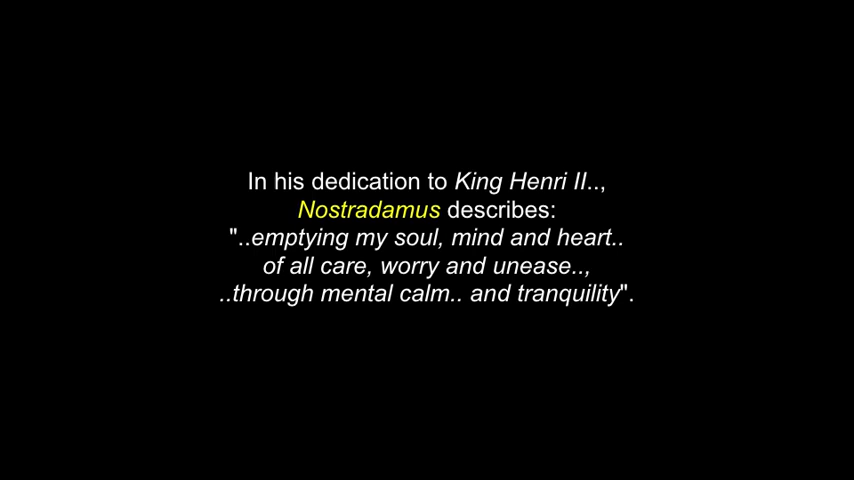 In his dedication to King Henri II..,
Nostradamus describes:
"..emptying my soul, mind and heart..
of all care, worry and unease..,
..through mental calm.. and tranquility".